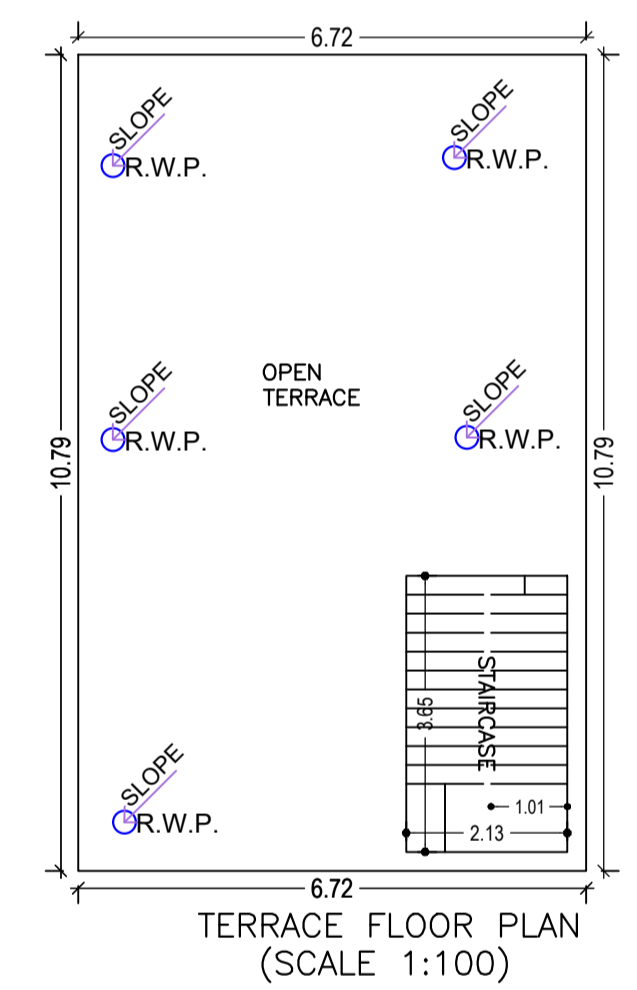 6.72
SLOPE
R.W.P.
SLOPE
R.W.P.
OPEN
TERRACE
SLOPE
R.W.P.
SLOPE
R.W.P.
10.79
10.79
STAIRCASE
3.65
1.01
2.13
SLOPE
R.W.P.
6.72
TERRACE FLOOR PLAN
(SCALE 1:100)